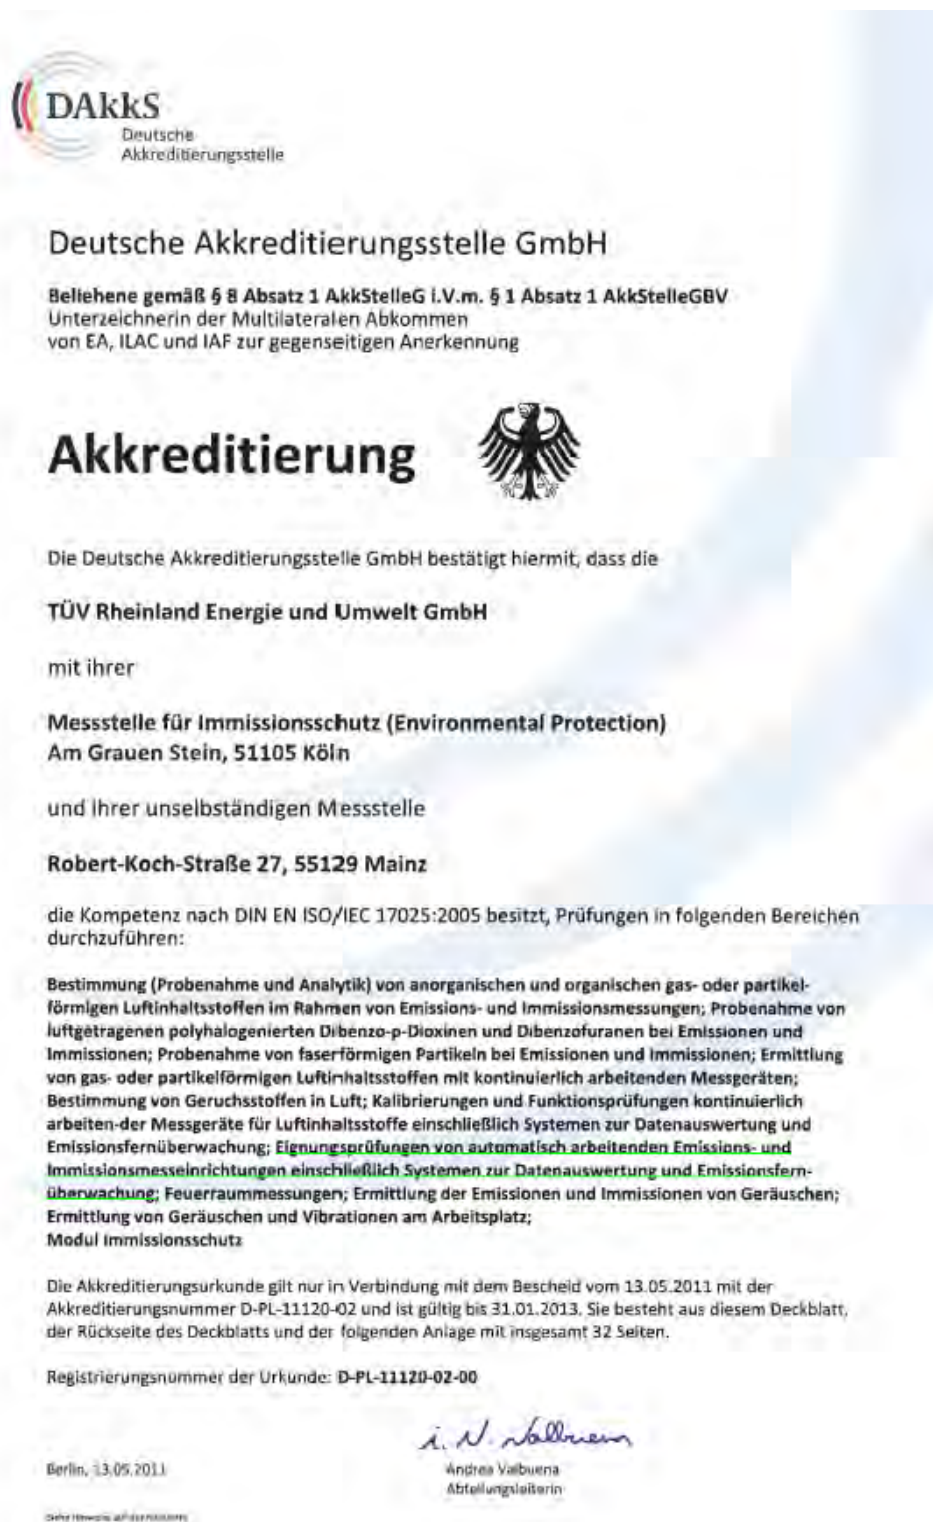 DAkkS
Deutsche
Akkreditierungsstelle
Deutsche Akkreditierungsstelle GmbH
Beliehene gemäß § 8 Absatz 1 AkkStelleG i.V.m. § 1 Absatz 1 AkkStelleGBV
Unterzeichnerin der Multilateralen Abkommen
von EA, ILAC und IAF zur gegenseitigen Anerkennung
Akkreditierung
Die Deutsche Akkreditierungsstelle GmbH bestätigt hiermit, dass die
TÜV Rheinland Energie und Umwelt GmbH
mit ihrer
Messstelle für Immissionsschutz (Environmental Protection)
Am Grauen Stein, 51105 Köln
und ihrer unselbständigen Messstelle
Robert-Koch-Straße 27, 55129 Mainz
die Kompetenz nach DIN EN ISO/IEC 17025:2005 besitzt, Prüfungen in folgenden Bereichen
durchzuführen:
Bestimmung (Probenahme und Analytik) von anorganischen und organischen gas- oder partikel-
förmigen Luftinhaltsstoffen im Rahmen von Emissions- und Immissionsmessungen; Probenahme von
luftgetragenen polyhalogenierten Dibenzo-p-Dioxinen und Dibenzofuranen bei Emissionen und
Immissionen; Probenahme von faserförmigen Partikeln bei Emissionen und Immissionen; Ermittlung
von gas- oder partikelförmigen Luftinhaltsstoffen mit kontinuierlich arbeitenden Messgeräten;
Bestimmung von Geruchsstoffen in Luft; Kalibrierungen und Funktionsprüfungen kontinuierlich
arbeiten-der Messgeräte für Luftinhaltsstoffe einschließlich Systemen zur Datenauswertung und
Emissionsfernüberwachung; Eignungsprüfungen von automatisch arbeitenden Emissions- und
Immissionsmesseinrichtungen einschließlich Systemen zur Datenauswertung und Emissionsfern-
überwachung; Feuerraummessungen; Ermittlung der Emissionen und Immissionen von Geräuschen;
Ermittlung von Geräuschen und Vibrationen am Arbeitsplatz;
Modul Immissionsschutz
Die Akkreditierungsurkunde gilt nur in Verbindung mit dem Bescheid vom 13.05.2011 mit der
Akkreditierungsnummer D-PL-11120-02 und ist gültig bis 31.01.2013. Sie besteht aus diesem Deckblatt,
der Rückseite des Deckblatts und der folgenden Anlage mit insgesamt 32 Seiten.
Registrierungsnummer der Urkunde: D-PL-11120-02-00
i. V. Valbuena
Berlin, 13.05.2011
Andrea Valbuena
Abteilungsleiterin
Siehe Hinweise auf der Rückseite